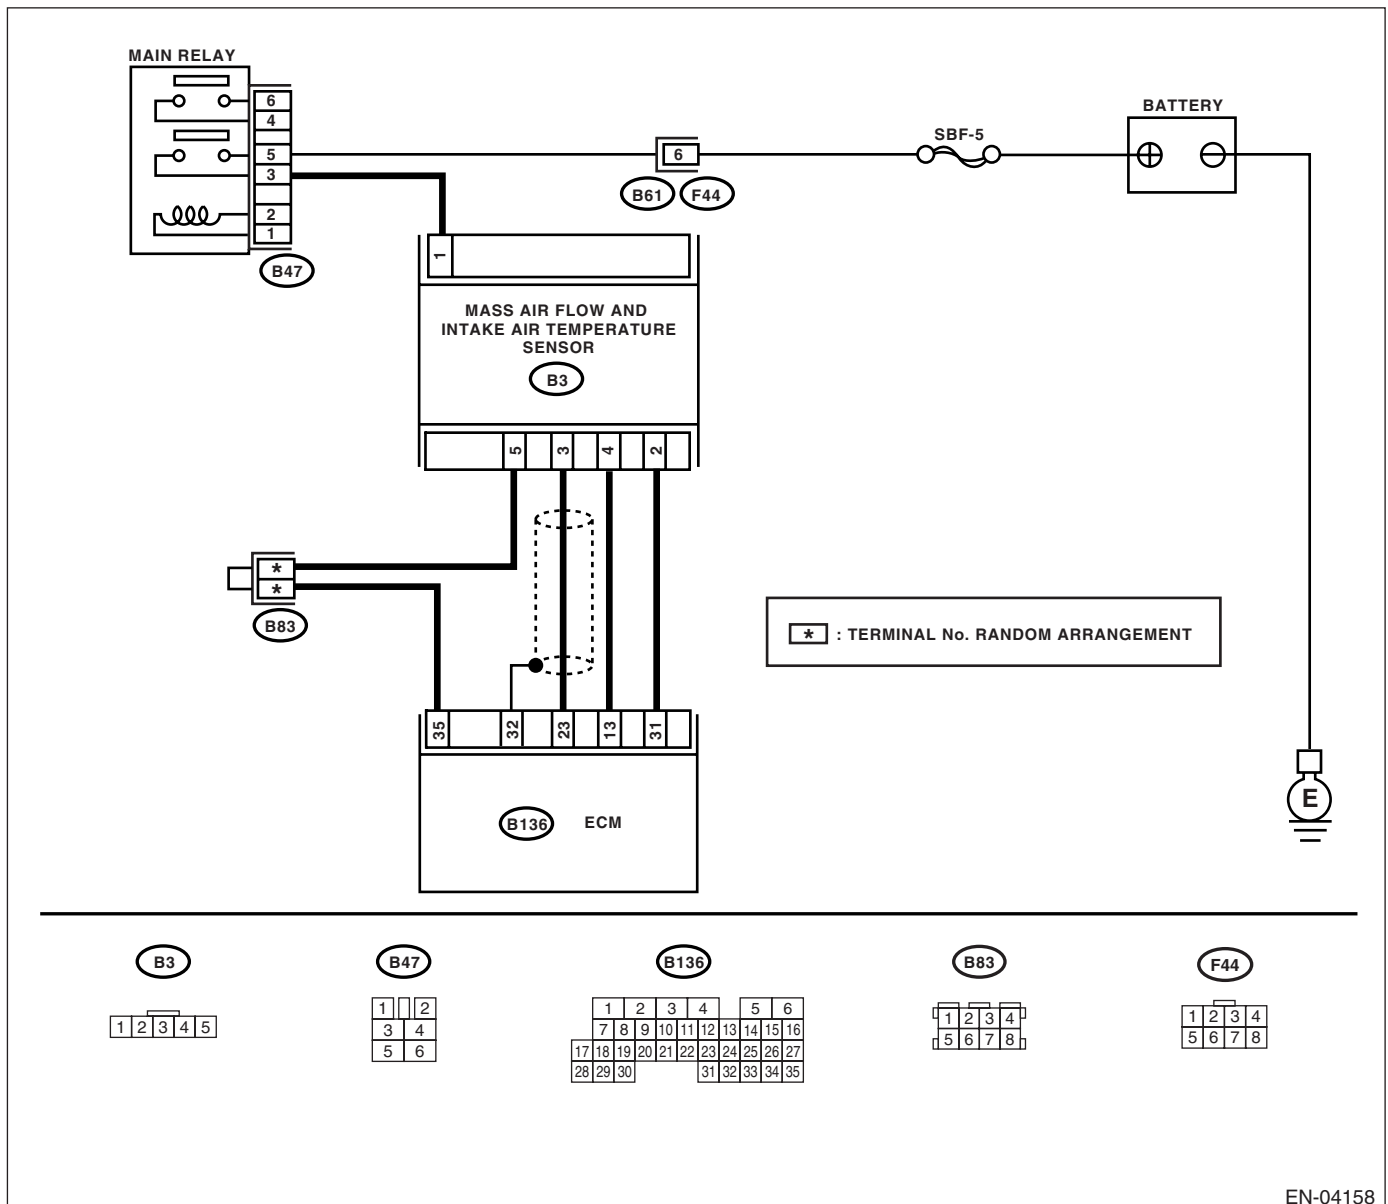 MAIN RELAY
6
4
5
3
2
1
B47
6
B61 F44
SBF-5
BATTERY
1
MASS AIR FLOW AND
INTAKE AIR TEMPERATURE
SENSOR
B3
5 3 4 2
*
*
B83
* : TERMINAL No. RANDOM ARRANGEMENT
35 32 23 13 31
B136 ECM
E
B3
1 2 3 4 5
B47
1 2
3 4
5 6
B136
1 2 3 4 5 6
7 8 9 10 11 12 13 14 15 16
17 18 19 20 21 22 23 24 25 26 27
28 29 30 31 32 33 34 35
B83
1 2 3 4
5 6 7 8
F44
1 2 3 4
5 6 7 8
EN-04158